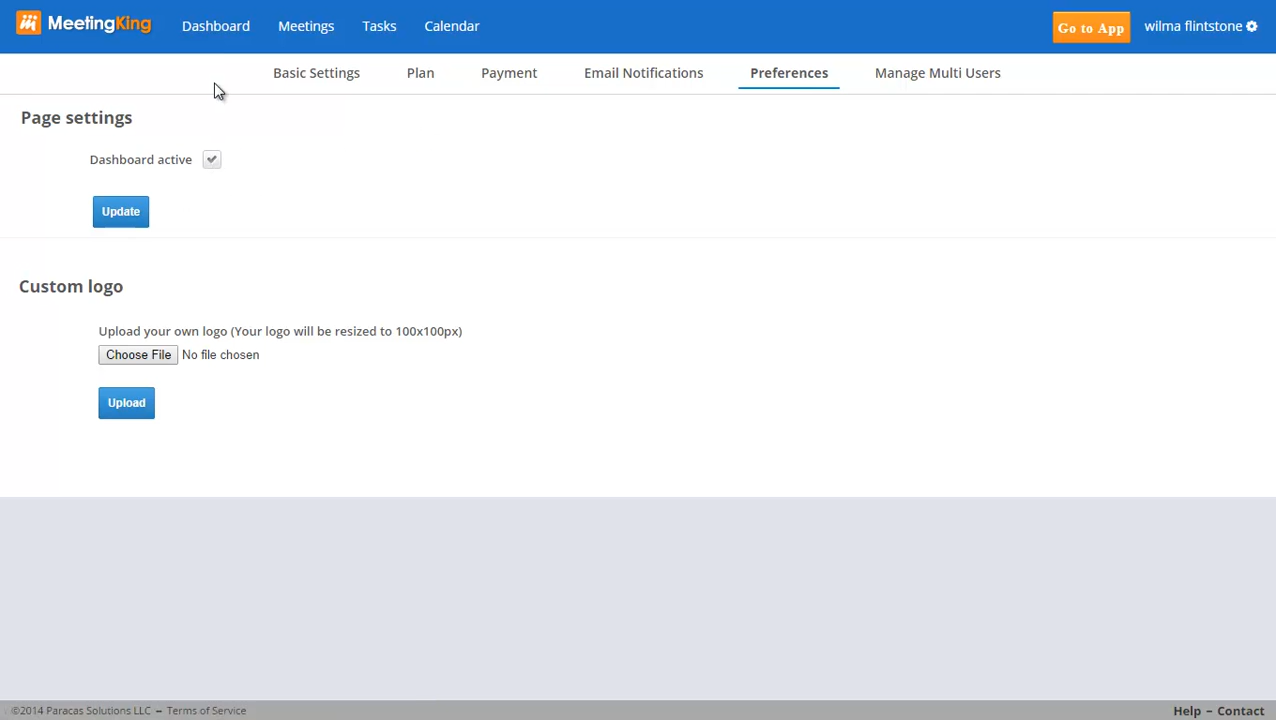 MeetingKing Dashboard Meetings Tasks Calendar Go to App wilma flintstone
Basic Settings Plan Payment Email Notifications Preferences Manage Multi Users
Page settings
Dashboard active
Update
Custom logo
Upload your own logo (Your logo will be resized to 100x100px)
Choose File No file chosen
Upload
©2014 Paracas Solutions LLC – Terms of Service Help – Contact